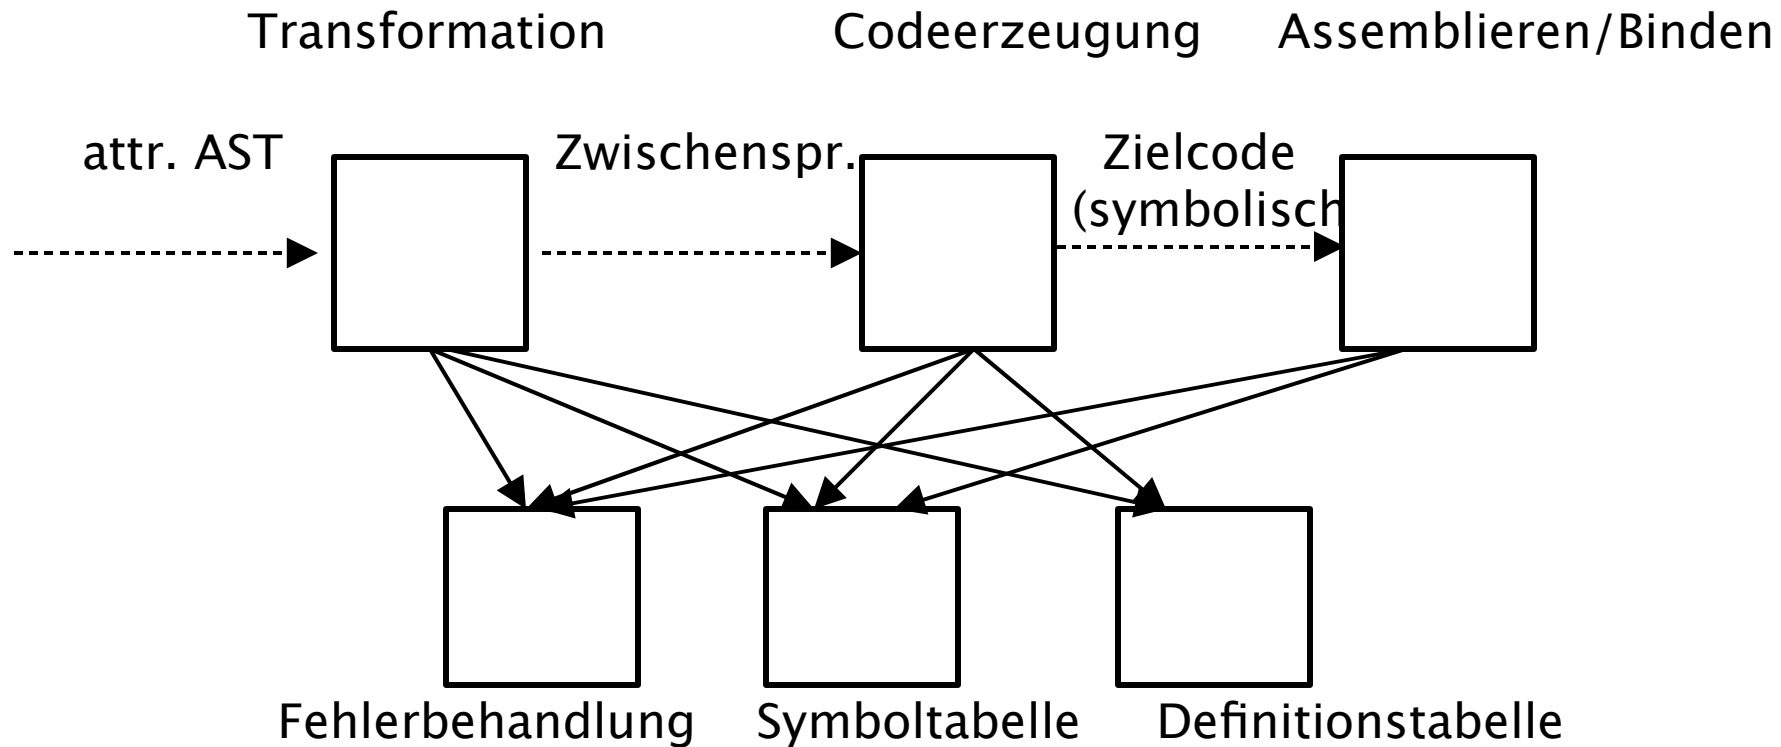 Transformation
Codeerzeugung
Assemblieren/Binden
attr. AST
Zwischenspr.
Zielcode
(symbolisch
Fehlerbehandlung
Symboltabelle
Definitionstabelle